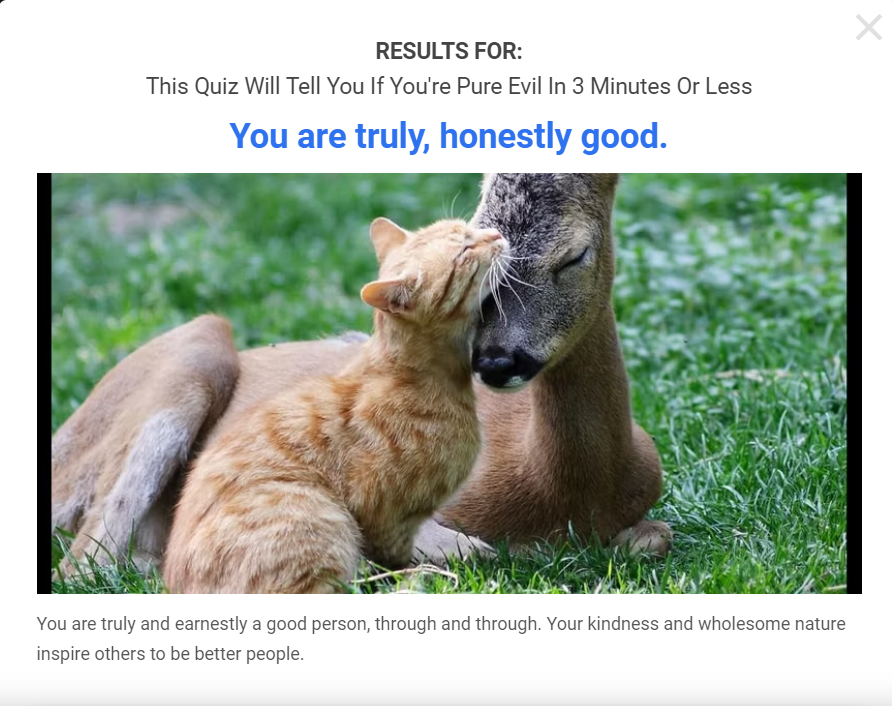 RESULTS FOR:
This Quiz Will Tell You If You're Pure Evil In 3 Minutes Or Less
You are truly, honestly good.
You are truly and earnestly a good person, through and through. Your kindness and wholesome nature
inspire others to be better people.